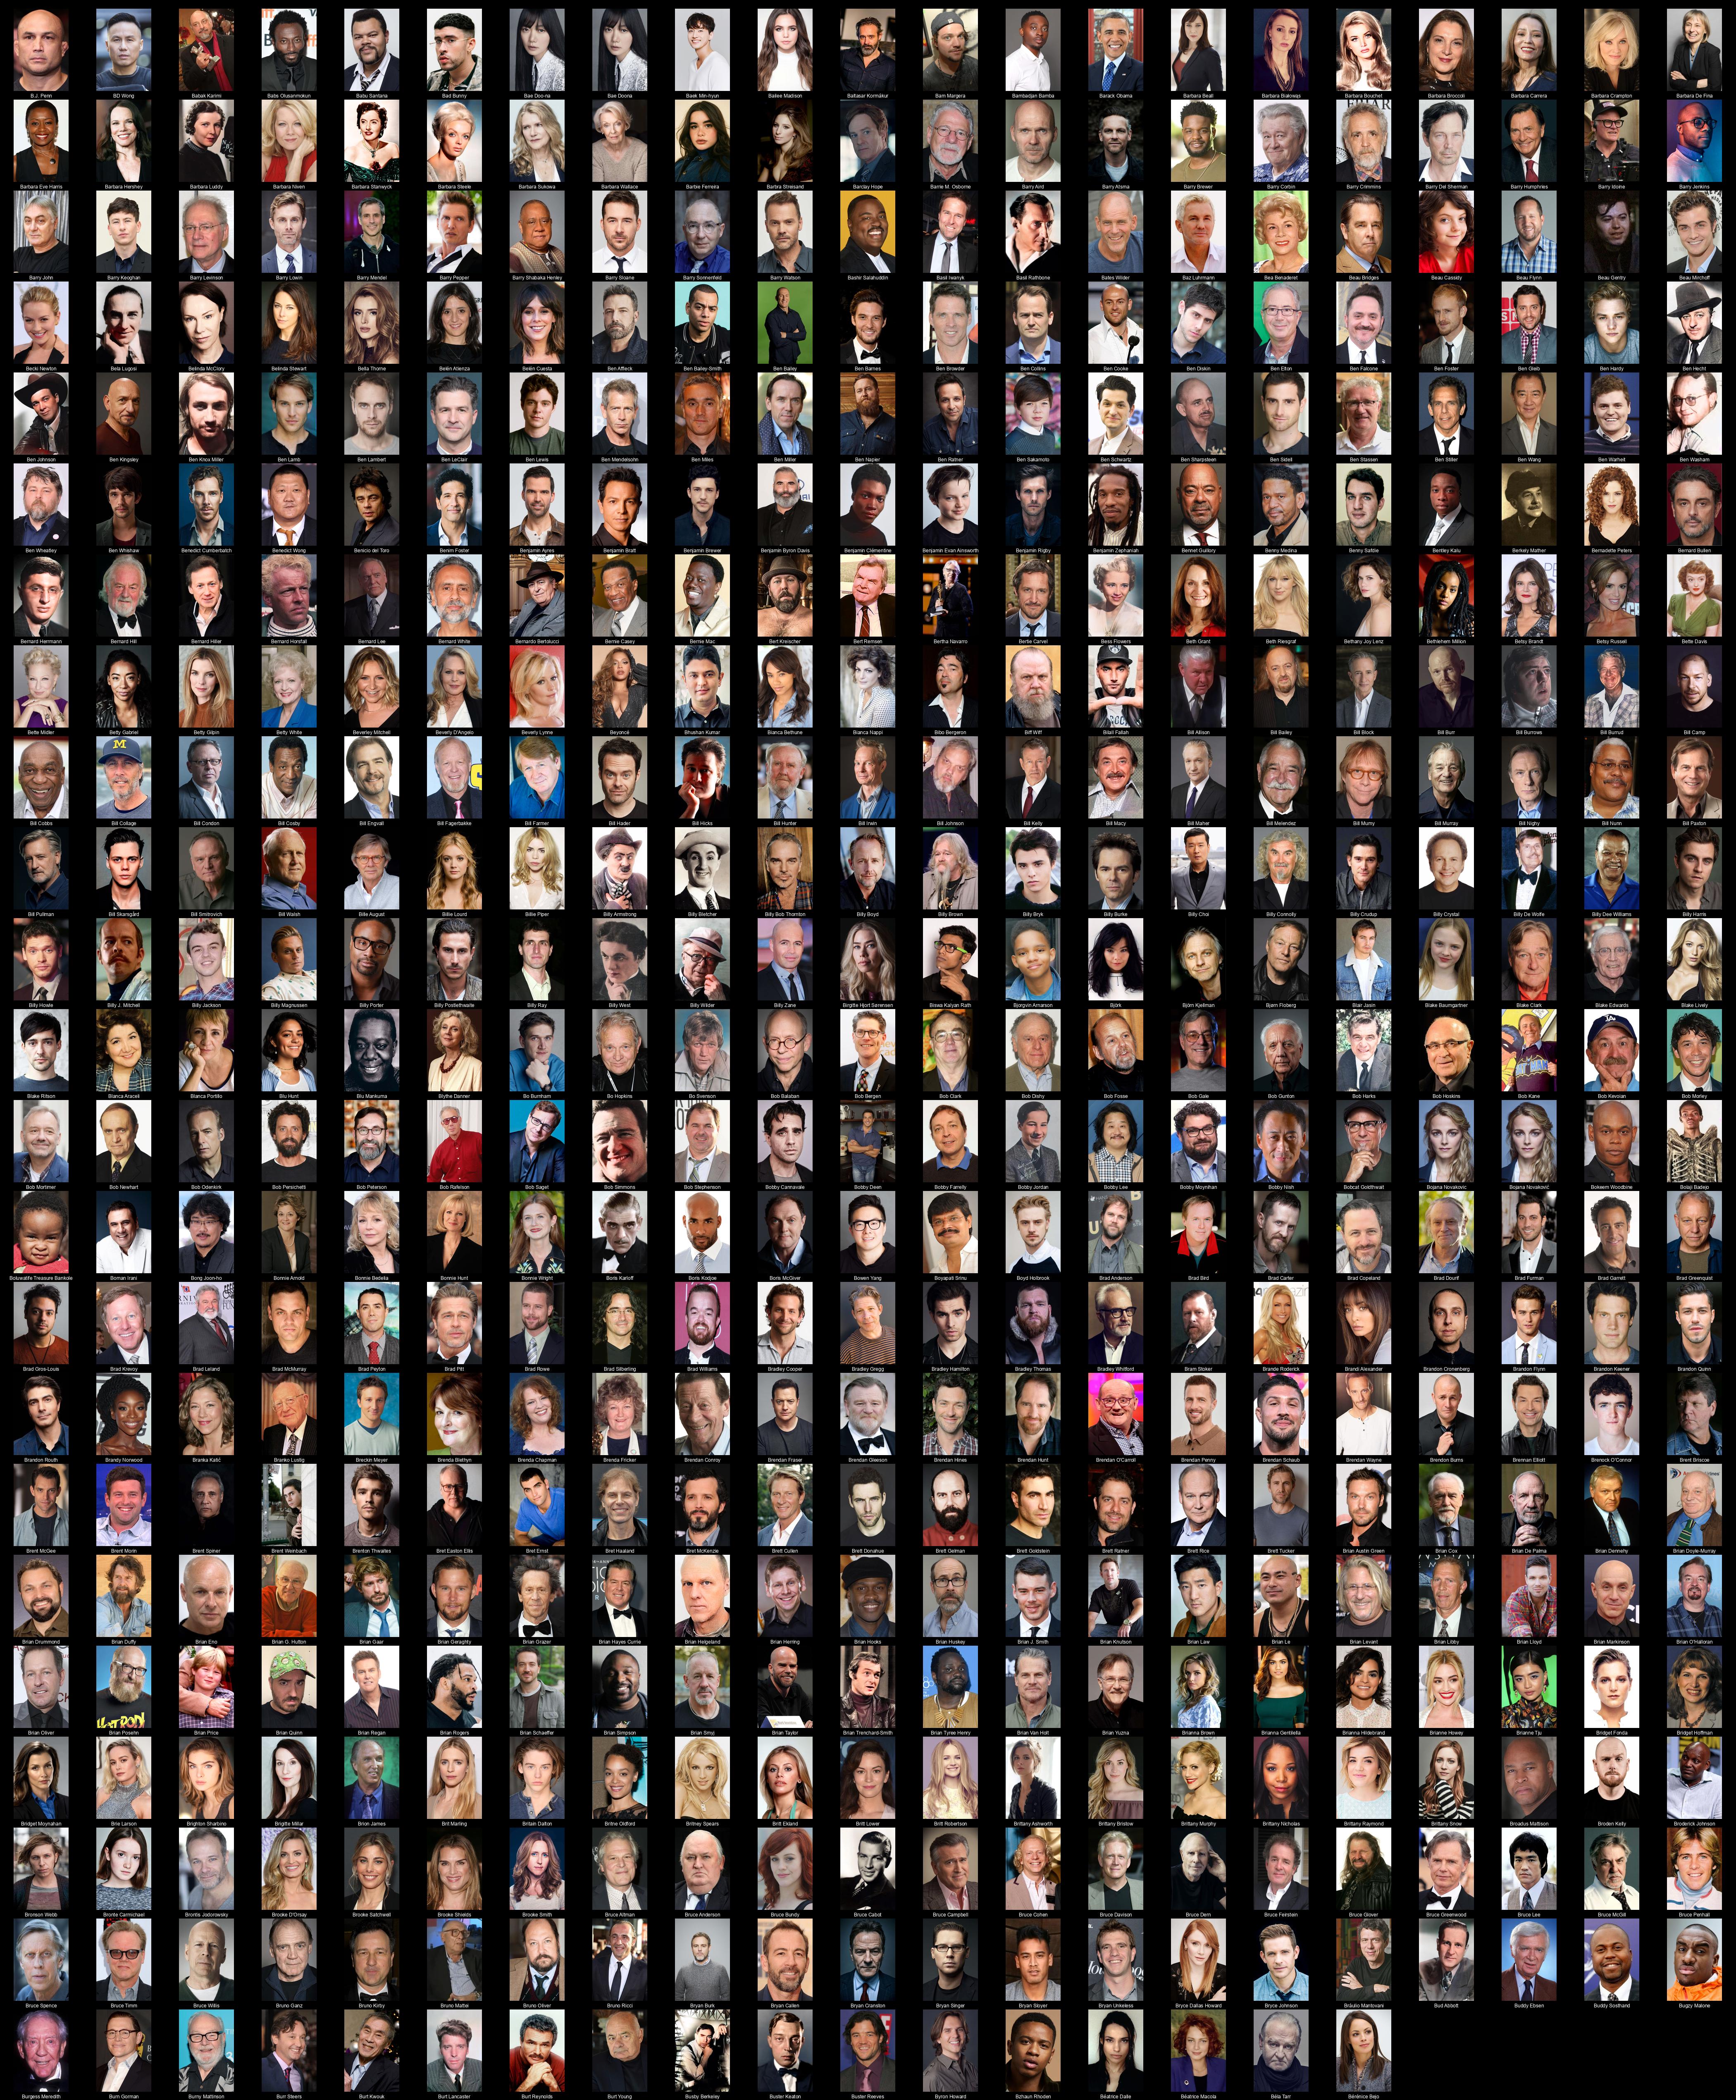 B.J. Penn BD Wong Babak Karimi Babs Olusanmokun Babu Santana Bad Bunny Bae Doo-na Bae Doona Baek Min-hyun Bailee Madison Baltasar Kormákur Bam Margera Bambadjan Bamba Barack Obama Barbara Beall Barbara Bialowas Barbara Bouchet Barbara Broccoli Barbara Carrera Barbara Crampton Barbara De Fina
Barbara Eve Harris Barbara Hershey Barbara Luddy Barbara Niven Barbara Stanwyck Barbara Steele Barbara Sukowa Barbara Wallace Barbie Ferreira Barbra Streisand Barclay Hope Barrie M. Osborne Barry Aird Barry Atsma Barry Brewer Barry Corbin Barry Crimmins Barry Del Sherman Barry Humphries Barry Idoine Barry Jenkins
Barry John Barry Keoghan Barry Levinson Barry Lowin Barry Mendel Barry Pepper Barry Shabaka Henley Barry Sloane Barry Sonnenfeld Barry Watson Bashir Salahuddin Basil Iwanyk Basil Rathbone Bates Wilder Baz Luhrmann Bea Benaderet Beau Bridges Beau Cassidy Beau Flynn Beau Gentry Beau Mirchoff
Becki Newton Bela Lugosi Belinda McClory Belinda Stewart Bella Thorne Belén Atienza Belén Cuesta Ben Affleck Ben Bailey-Smith Ben Bailey Ben Barnes Ben Browder Ben Collins Ben Cooke Ben Diskin Ben Elton Ben Falcone Ben Foster Ben Gleib Ben Hardy Ben Hecht
Ben Johnson Ben Kingsley Ben Knox Miller Ben Lamb Ben Lambert Ben LeClair Ben Lewis Ben Mendelsohn Ben Miles Ben Miller Ben Napier Ben Ratner Ben Sakamoto Ben Schwartz Ben Sharpsteen Ben Sidell Ben Stassen Ben Stiller Ben Wang Ben Warheit Ben Washam
Ben Wheatley Ben Whishaw Benedict Cumberbatch Benedict Wong Benicio del Toro Benim Foster Benjamin Ayres Benjamin Bratt Benjamin Brewer Benjamin Byron Davis Benjamin Clémentine Benjamin Evan Ainsworth Benjamin Rigby Benjamin Zephaniah Bennet Guillory Benny Medina Benny Safdie Bentley Kalu Berkely Mather Bernadette Peters Bernard Bullen
Bernard Herrmann Bernard Hill Bernard Hiller Bernard Horsfall Bernard Lee Bernard White Bernardo Bertolucci Bernie Casey Bernie Mac Bert Kreischer Bert Remsen Bertha Navarro Bertie Carvel Bess Flowers Beth Grant Beth Riesgraf Bethany Joy Lenz Bethlehem Million Betsy Brandt Betsy Russell Bette Davis
Bette Midler Betty Gabriel Betty Gilpin Betty White Beverley Mitchell Beverly D'Angelo Beverly Lynne Beyoncé Bhushan Kumar Bianca Bethune Bianca Nappi Bibo Bergeron Biff Wiff Bilall Fallah Bill Allison Bill Bailey Bill Block Bill Burr Bill Burrows Bill Burrud Bill Camp
Bill Cobbs Bill Collage Bill Condon Bill Cosby Bill Engvall Bill Fagerbakke Bill Farmer Bill Hader Bill Hicks Bill Hunter Bill Irwin Bill Johnson Bill Kelly Bill Macy Bill Maher Bill Melendez Bill Mumy Bill Murray Bill Nighy Bill Nunn Bill Paxton
Bill Pullman Bill Skarsgård Bill Smitrovich Bill Walsh Bille August Billie Lourd Billie Piper Billy Armstrong Billy Bletcher Billy Bob Thornton Billy Boyd Billy Brown Billy Bryk Billy Burke Billy Choi Billy Connolly Billy Crudup Billy Crystal Billy De Wolfe Billy Dee Williams Billy Harris
Billy Howle Billy J. Mitchell Billy Jackson Billy Magnussen Billy Porter Billy Postlethwaite Billy Ray Billy West Billy Wilder Billy Zane Birgitte Hjort Sørensen Biswa Kalyan Rath Bjorgvin Arnarson Björk Björn Kjellman Bjørn Floberg Blair Jasin Blake Baumgartner Blake Clark Blake Edwards Blake Lively
Blake Ritson Blanca Araceli Blanca Portillo Blu Hunt Blu Mankuma Blythe Danner Bo Burnham Bo Hopkins Bo Svenson Bob Balaban Bob Bergen Bob Clark Bob Dishy Bob Fosse Bob Gale Bob Gunton Bob Harks Bob Hoskins Bob Kane Bob Kevoian Bob Morley
Bob Mortimer Bob Newhart Bob Odenkirk Bob Persichetti Bob Peterson Bob Rafelson Bob Saget Bob Simmons Bob Stephenson Bobby Cannavale Bobby Deen Bobby Farrelly Bobby Jordan Bobby Lee Bobby Moynihan Bobby Nish Bobcat Goldthwait Bojana Novakovic Bojana Novaković Bokeem Woodbine Bolaji Badejo
Boluwatife Treasure Bankole Boman Irani Bong Joon-ho Bonnie Arnold Bonnie Bedelia Bonnie Hunt Bonnie Wright Boris Karloff Boris Kodjoe Boris McGiver Bowen Yang Boyapati Srinu Boyd Holbrook Brad Anderson Brad Bird Brad Carter Brad Copeland Brad Dourif Brad Furman Brad Garrett Brad Greenquist
Brad Gros-Louis Brad Krevoy Brad Leland Brad McMurray Brad Peyton Brad Pitt Brad Rowe Brad Silberling Brad Williams Bradley Cooper Bradley Gregg Bradley Hamilton Bradley Thomas Bradley Whitford Bram Stoker Brande Roderick Brandi Alexander Brandon Cronenberg Brandon Flynn Brandon Keener Brandon Quinn
Brandon Routh Brandy Norwood Branka Katić Branko Lustig Breckin Meyer Brenda Blethyn Brenda Chapman Brenda Fricker Brendan Conroy Brendan Fraser Brendan Gleeson Brendan Hines Brendan Hunt Brendan O'Carroll Brendan Penny Brendan Schaub Brendan Wayne Brendon Burns Brennan Elliott Brenock O'Connor Brent Briscoe
Brent McGee Brent Morin Brent Spiner Brent Weinbach Brenton Thwaites Bret Easton Ellis Bret Ernst Bret Haaland Bret McKenzie Brett Cullen Brett Donahue Brett Gelman Brett Goldstein Brett Ratner Brett Rice Brett Tucker Brian Austin Green Brian Cox Brian De Palma Brian Dennehy Brian Doyle-Murray
Brian Drummond Brian Duffy Brian Eno Brian G. Hutton Brian Gaar Brian Geraghty Brian Grazer Brian Hayes Currie Brian Helgeland Brian Herring Brian Hooks Brian Huskey Brian J. Smith Brian Knutson Brian Law Brian Le Brian Levant Brian Libby Brian Lloyd Brian Markinson Brian O'Halloran
Brian Oliver Brian Posehn Brian Price Brian Quinn Brian Regan Brian Rogers Brian Schaeffer Brian Simpson Brian Smyj Brian Taylor Brian Trenchard-Smith Brian Tyree Henry Brian Van Holt Brian Yuzna Brianna Brown Brianna Gentilella Brianna Hildebrand Brianne Howey Brianne Tju Bridget Fonda Bridget Hoffman
Bridget Moynahan Brie Larson Brighton Sharbino Brigitte Millar Brion James Brit Marling Britain Dalton Britne Oldford Britney Spears Britt Ekland Britt Lower Britt Robertson Brittany Ashworth Brittany Bristow Brittany Murphy Brittany Nicholas Brittany Raymond Brittany Snow Broadus Mattison Broden Kelly Broderick Johnson
Bronson Webb Bronte Carmichael Brontis Jodorowsky Brooke D'Orsay Brooke Satchwell Brooke Shields Brooke Smith Bruce Altman Bruce Anderson Bruce Bundy Bruce Cabot Bruce Campbell Bruce Cohen Bruce Davison Bruce Dern Bruce Feirstein Bruce Glover Bruce Greenwood Bruce Lee Bruce McGill Bruce Penhall
Bruce Spence Bruce Timm Bruce Willis Bruno Ganz Bruno Kirby Bruno Mattei Bruno Oliver Bruno Ricci Bryan Burk Bryan Callen Bryan Cranston Bryan Singer Bryan Skiyer Bryan Unkeless Bryce Dallas Howard Bryce Johnson Bráulio Mantovani Bud Abbott Buddy Ebsen Buddy Sosthand Bugzy Malone
Burgess Meredith Burn Gorman Burny Mattinson Burr Steers Burt Kwouk Burt Lancaster Burt Reynolds Burt Young Busby Berkeley Buster Keaton Buster Reeves Byron Howard Bzhaun Rhoden Béatrice Dalle Béatrice Macola Béla Tarr Bérénice Bejo